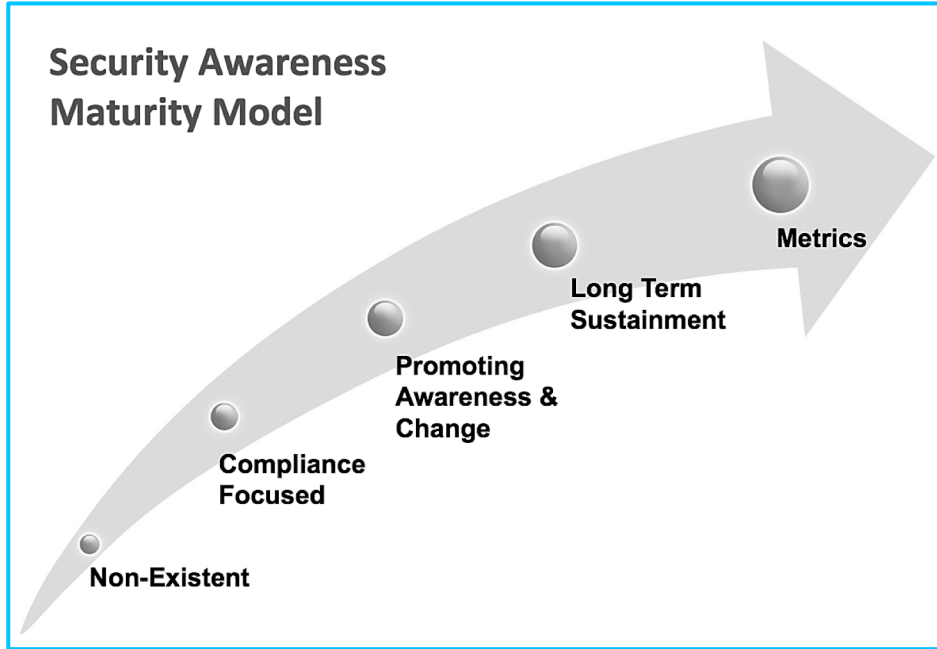 Security Awareness
Maturity Model
Metrics
Long Term
Sustainment
Promoting
Awareness &
Change
Compliance
Focused
Non-Existent